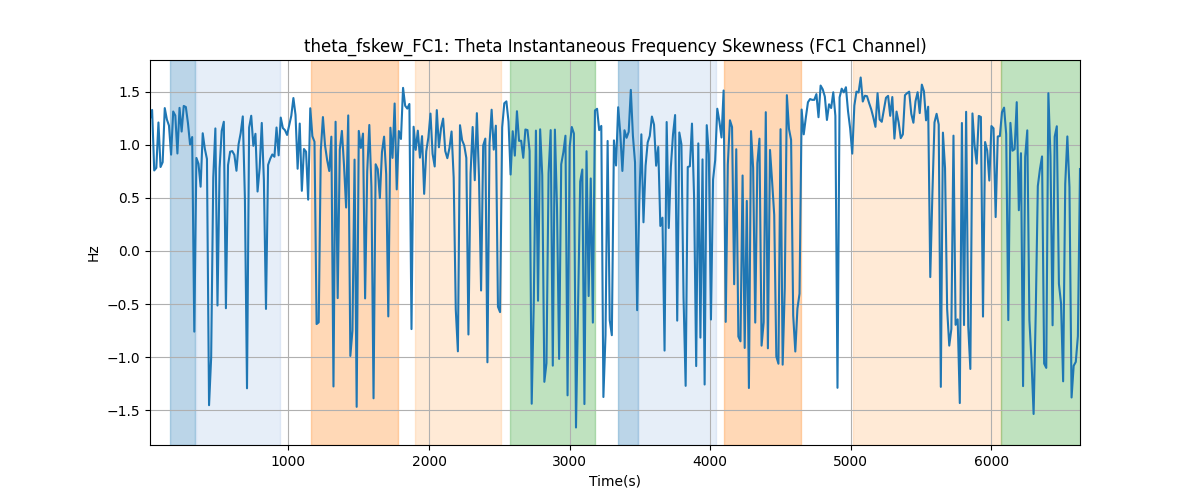 theta_fskew_FC1: Theta Instantaneous Frequency Skewness (FC1 Channel)
Hz
1.5
1.0
0.5
0.0
−0.5
−1.0
−1.5
1000 2000 3000 4000 5000 6000
Time(s)